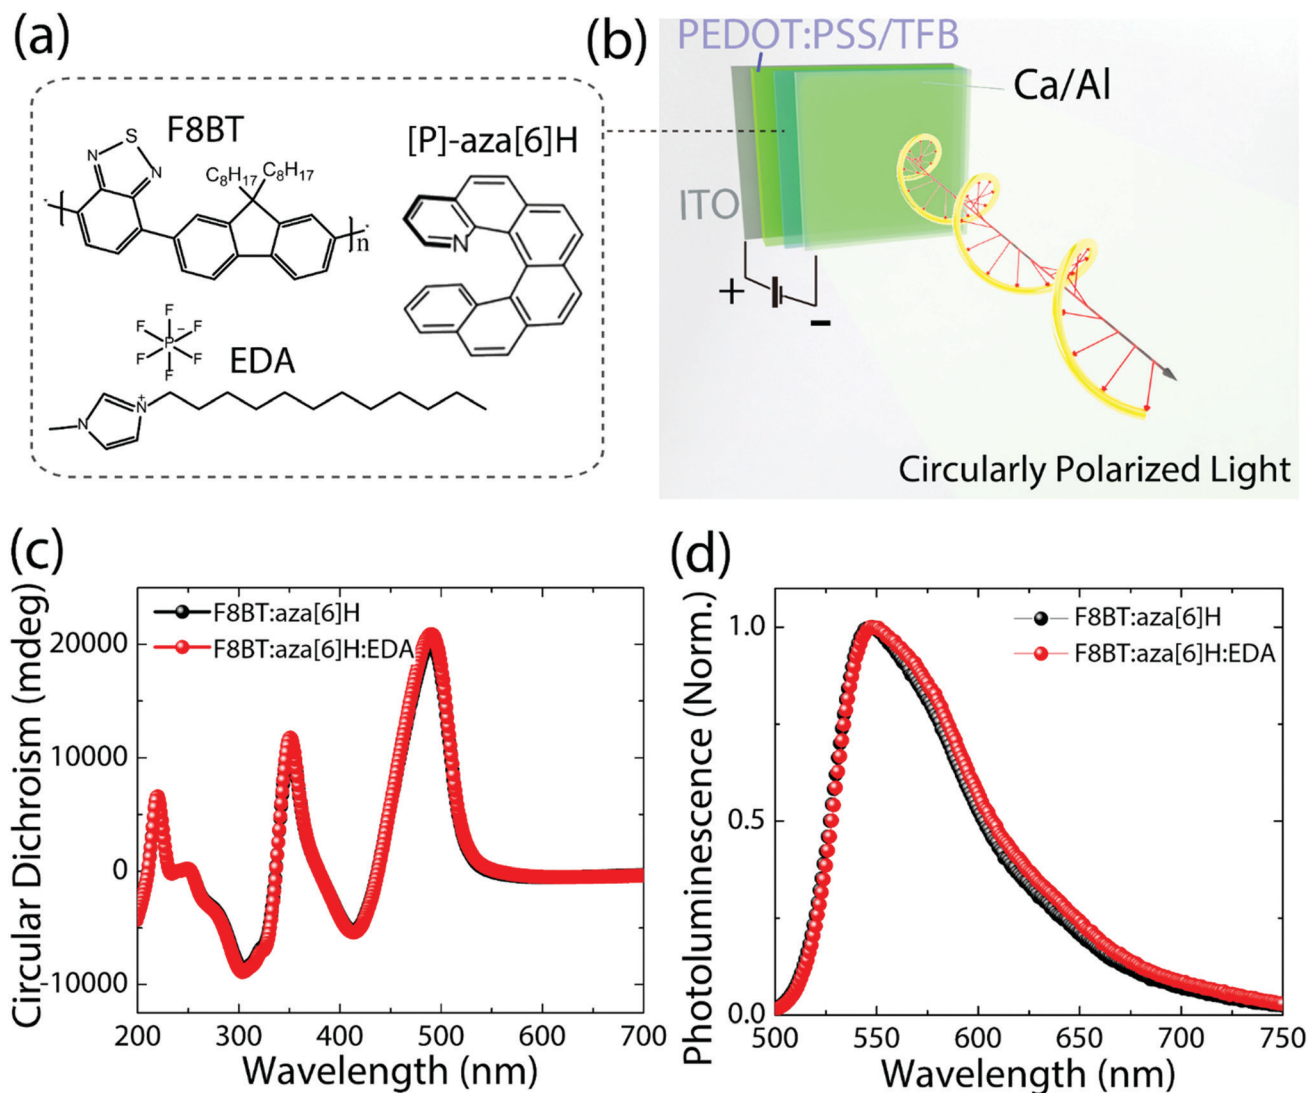 (a)
F8BT
S
N
N
C₈H₁₇
C₈H₁₇
n
[P]-aza[6]H
N
F
F
F
P
−
F
F
F
EDA
N
+
N
(b)
PEDOT:PSS/TFB
Ca/Al
ITO
+
-
Circularly Polarized Light
(c)
Circular Dichroism (mdeg)
F8BT:aza[6]H
F8BT:aza[6]H:EDA
20000
10000
0
-10000
200 300 400 500 600 700
Wavelength (nm)
(d)
Photoluminescence (Norm.)
F8BT:aza[6]H
F8BT:aza[6]H:EDA
1.0
0.5
0.0
500 550 600 650 700 750
Wavelength (nm)